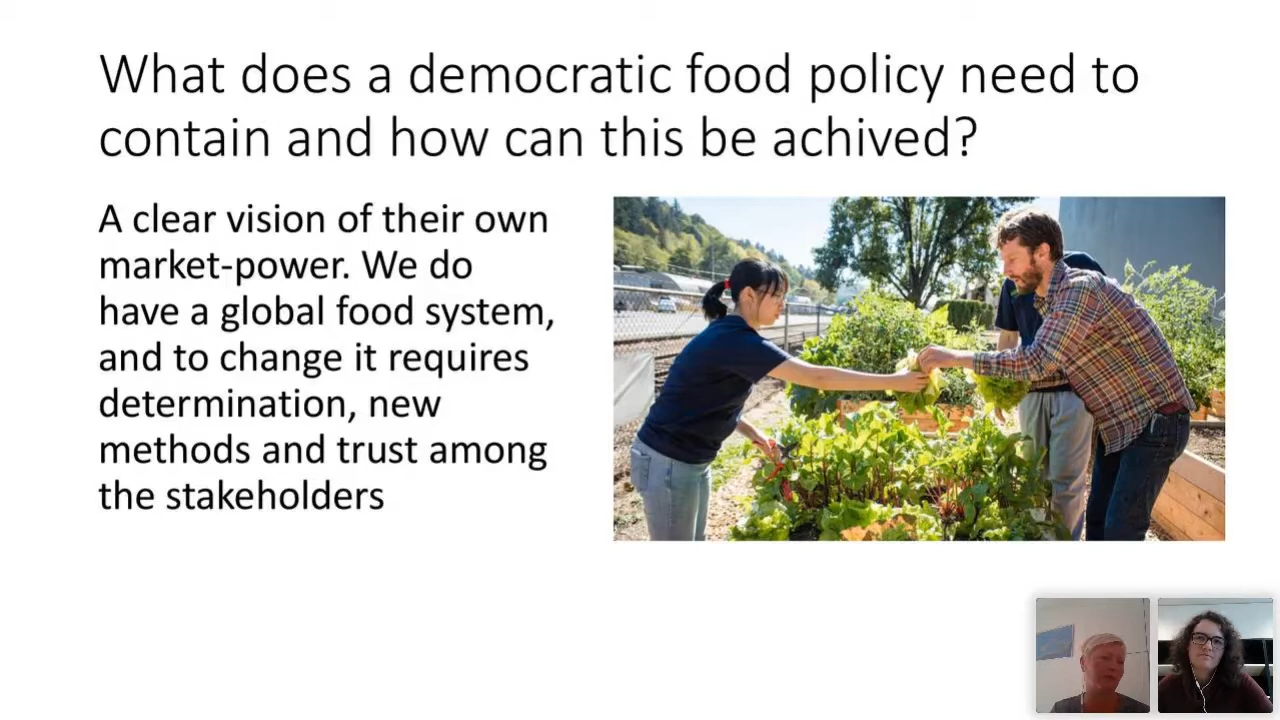 What does a democratic food policy need to
contain and how can this be achived?
A clear vision of their own
market-power. We do
have a global food system,
and to change it requires
determination, new
methods and trust among
the stakeholders